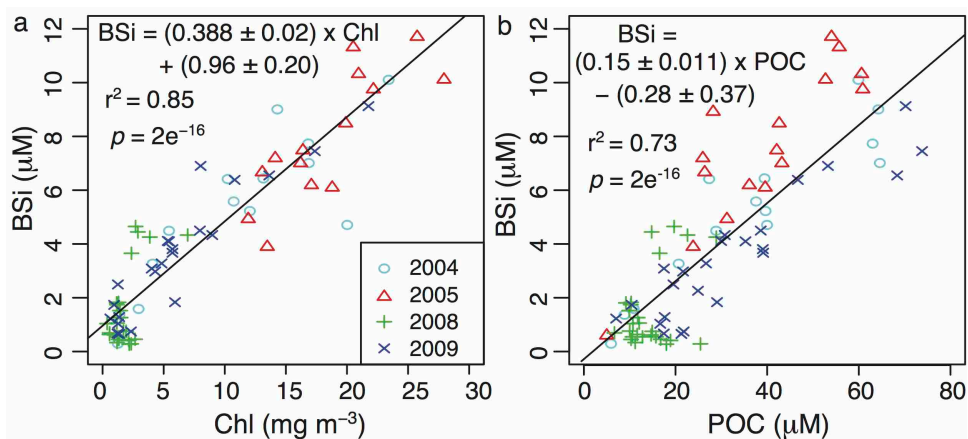 a
BSi = (0.388 ± 0.02) x Chl
+ (0.96 ± 0.20)
r² = 0.85
p = 2e⁻¹⁶
BSi (μM)
12
10
8
6
4
2
0
2004
2005
2008
2009
0 5 10 15 20 25 30
Chl (mg m⁻³)
b
BSi =
(0.15 ± 0.011) x POC
− (0.28 ± 0.37)
r² = 0.73
p = 2e⁻¹⁶
BSi (μM)
12
10
8
6
4
2
0
0 20 40 60 80
POC (μM)